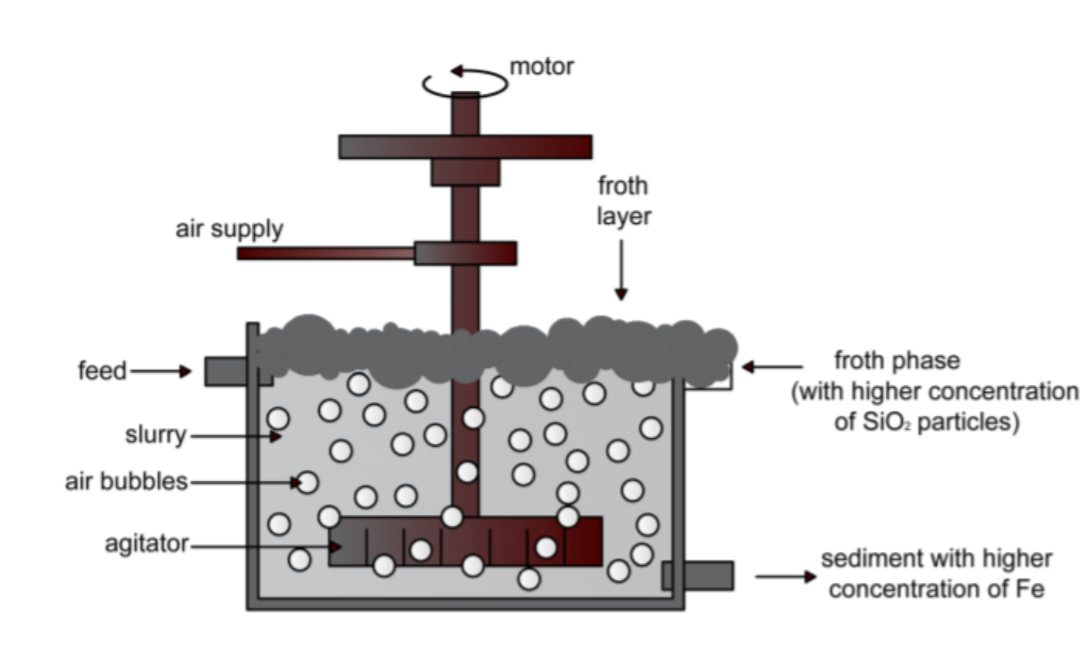 motor
froth
layer
air supply
feed
froth phase
(with higher concentration
of SiO₂ particles)
slurry
air bubbles
agitator
sediment with higher
concentration of Fe